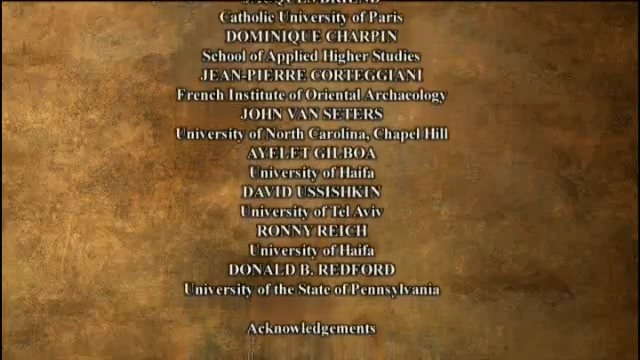 Catholic University of Paris
DOMINIQUE CHARPIN
School of Applied Higher Studies
JEAN-PIERRE CORTEGGIANI
French Institute of Oriental Archaeology
JOHN VAN SETERS
University of North Carolina, Chapel Hill
AYELET GILBOA
University of Haifa
DAVID USSISHKIN
University of Tel Aviv
RONNY REICH
University of Haifa
DONALD B. REDFORD
University of the State of Pennsylvania
Acknowledgements